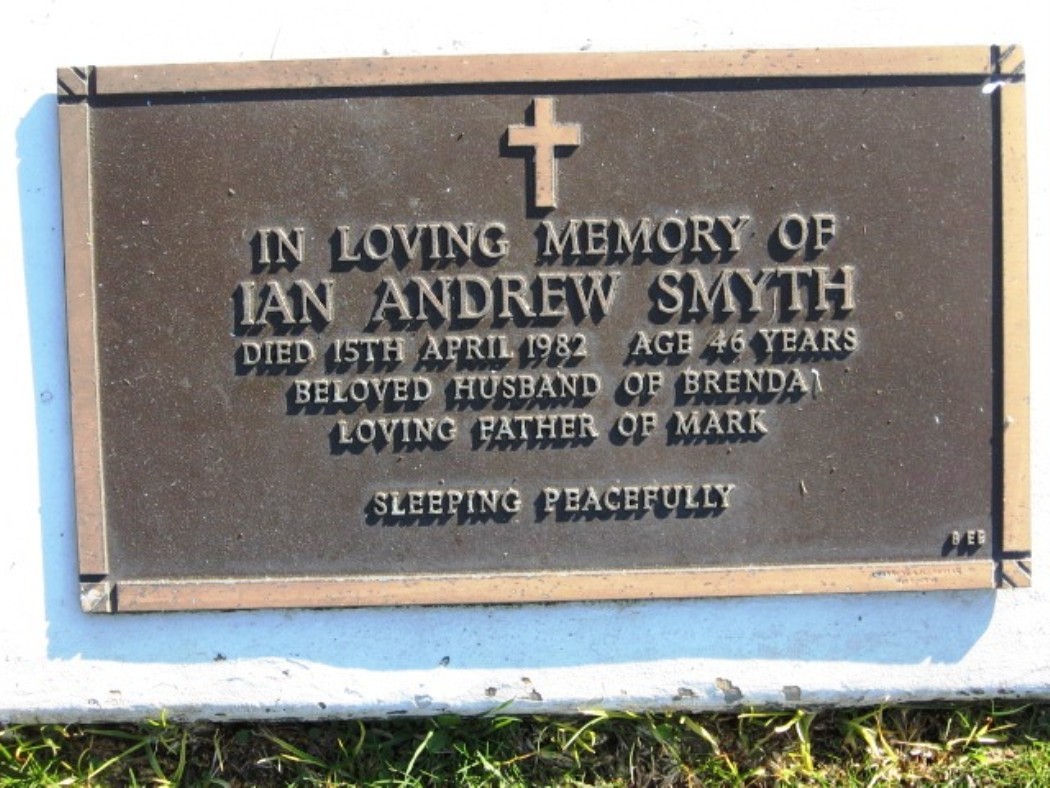 IN LOVING MEMORY OF
IAN ANDREW SMYTH
DIED 15TH APRIL 1982 AGE 46 YEARS
BELOVED HUSBAND OF BRENDA
LOVING FATHER OF MARK
SLEEPING PEACEFULLY